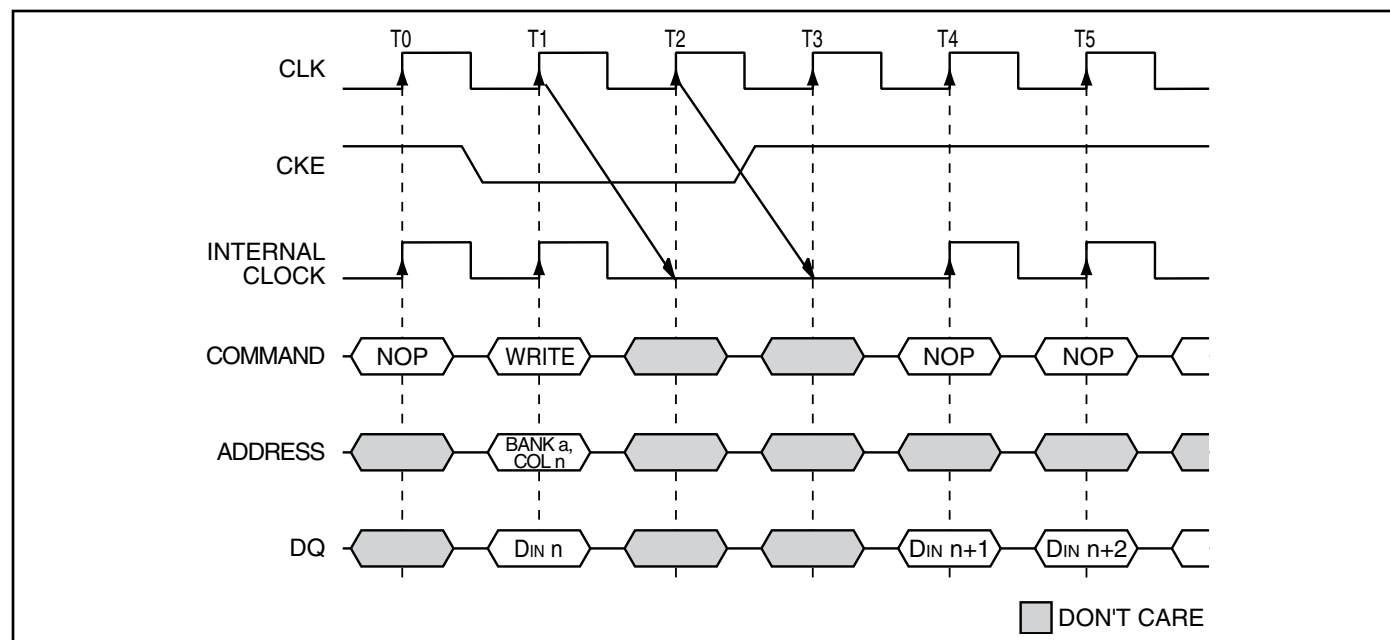 T0 T1 T2 T3 T4 T5
CLK
CKE
INTERNAL
CLOCK
COMMAND NOP WRITE NOP NOP
ADDRESS BANK a,
COL n
DQ DIN n DIN n+1 DIN n+2
DON'T CARE